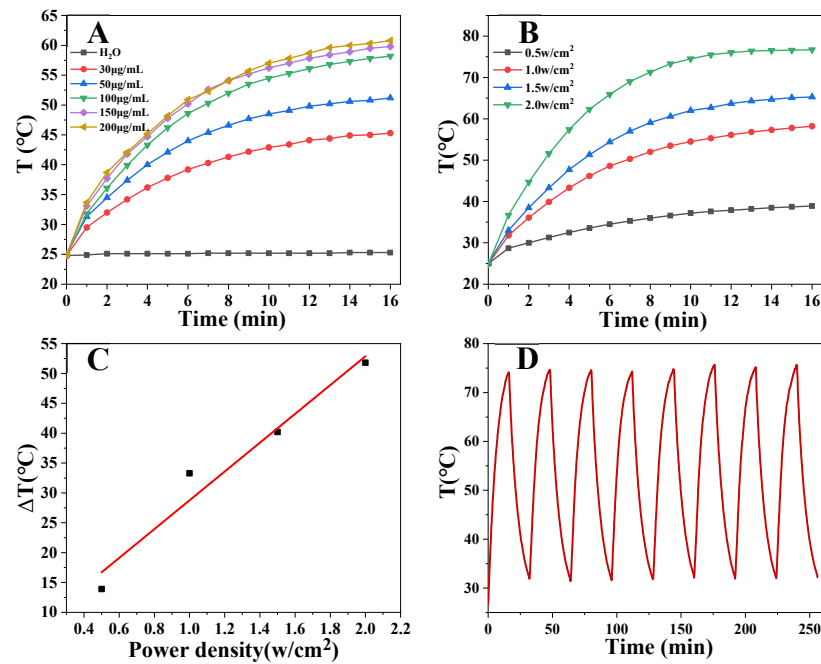 A
H₂O
30μg/mL
50μg/mL
100μg/mL
150μg/mL
200μg/mL
T (°C)
65
60
55
50
45
40
35
30
25
20
0 2 4 6 8 10 12 14 16
Time (min)
B
0.5w/cm²
1.0w/cm²
1.5w/cm²
2.0w/cm²
T(°C)
80
70
60
50
40
30
20
0 2 4 6 8 10 12 14 16
Time (min)
C
ΔT(°C)
55
50
45
40
35
30
25
20
15
10
0.4 0.6 0.8 1.0 1.2 1.4 1.6 1.8 2.0 2.2
Power density(w/cm²)
D
T(°C)
80
70
60
50
40
30
0 50 100 150 200 250
Time (min)